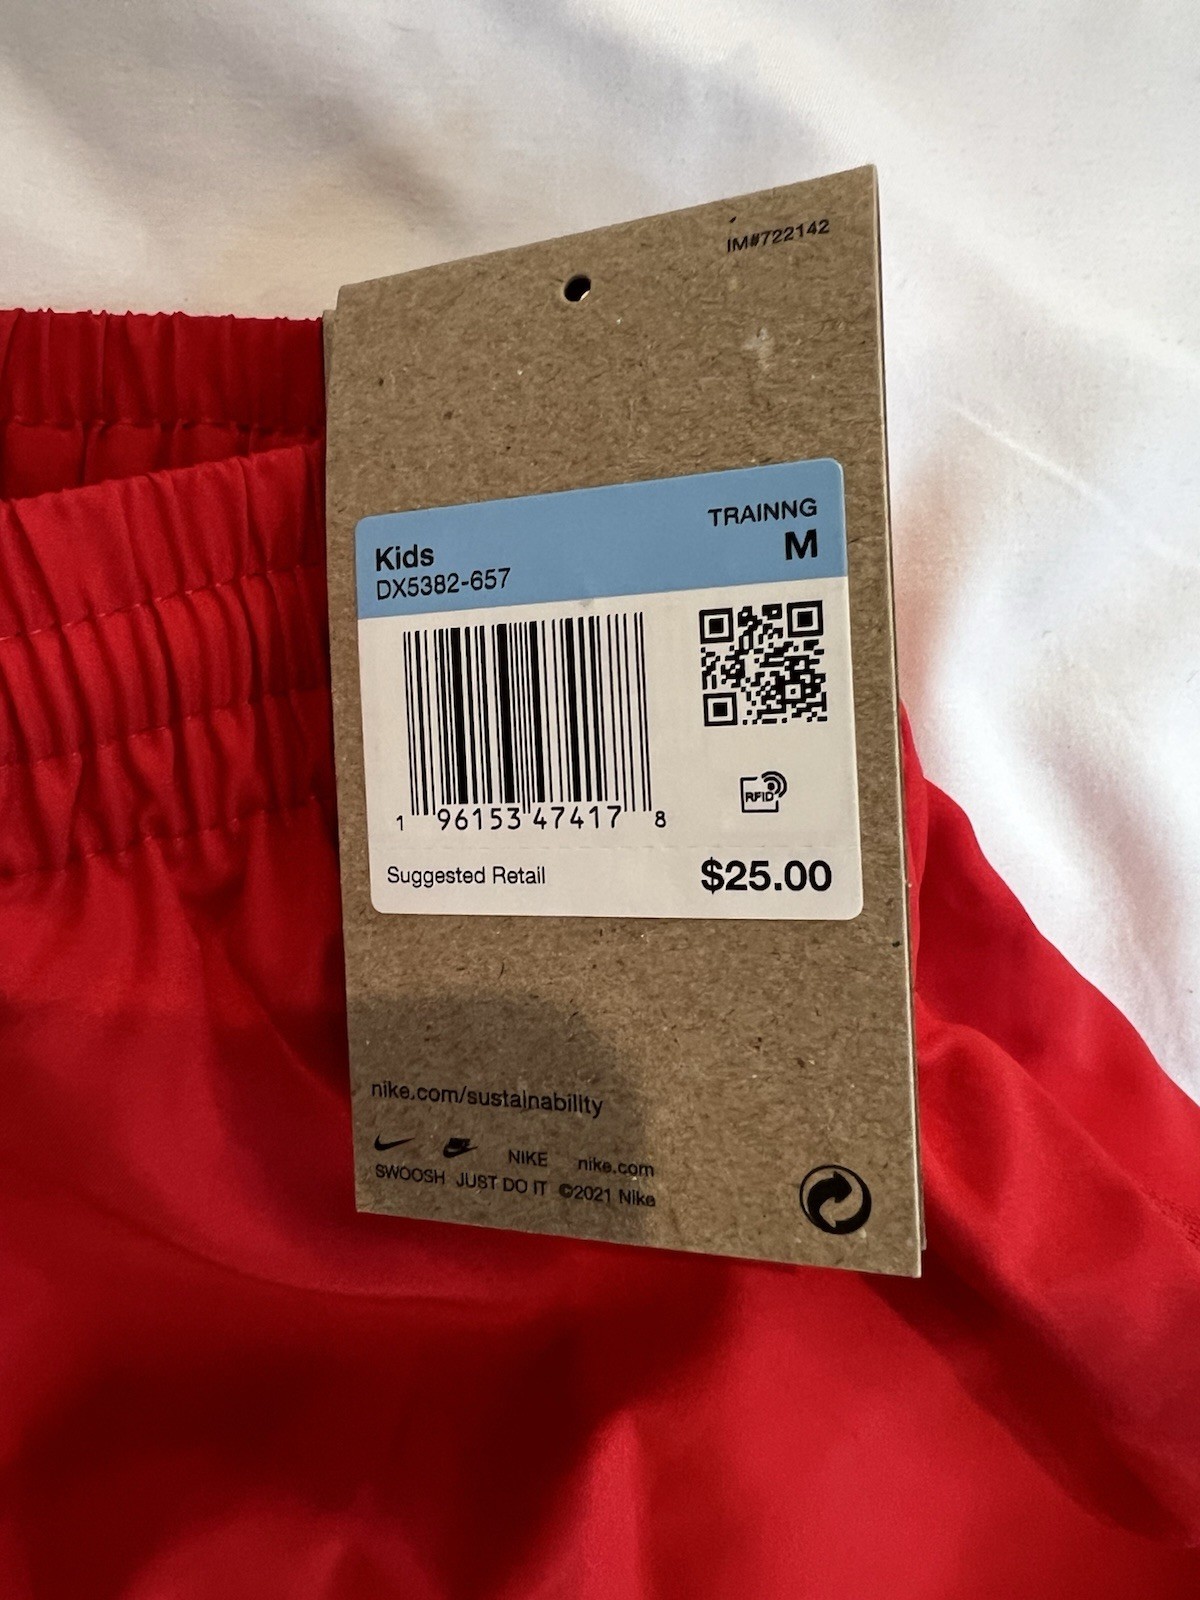 IM#722142
TRAINNG
Kids M
DX5382-657
RFID
1 96153 47417 8
Suggested Retail $25.00
nike.com/sustainability
NIKE nike.com
SWOOSH JUST DO IT ©2021 Nike